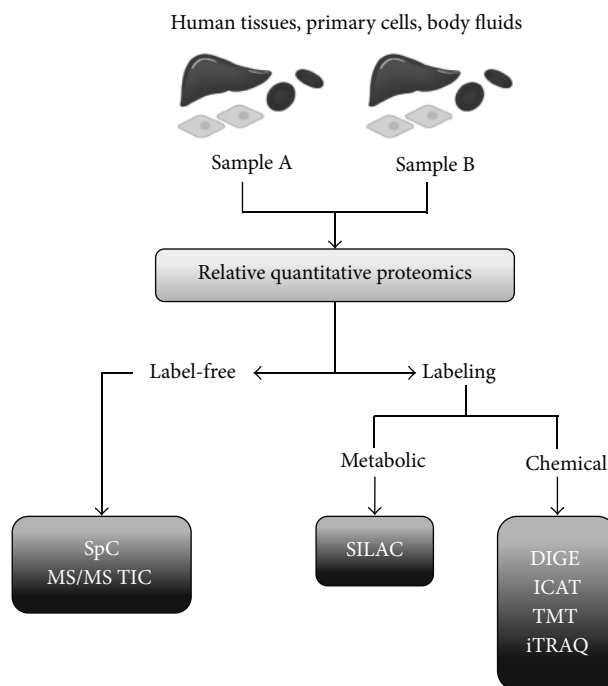 Human tissues, primary cells, body fluids
Sample A
Sample B
Relative quantitative proteomics
Label-free
Labeling
Metabolic
Chemical
SpC
MS/MS TIC
SILAC
DIGE
ICAT
TMT
iTRAQ